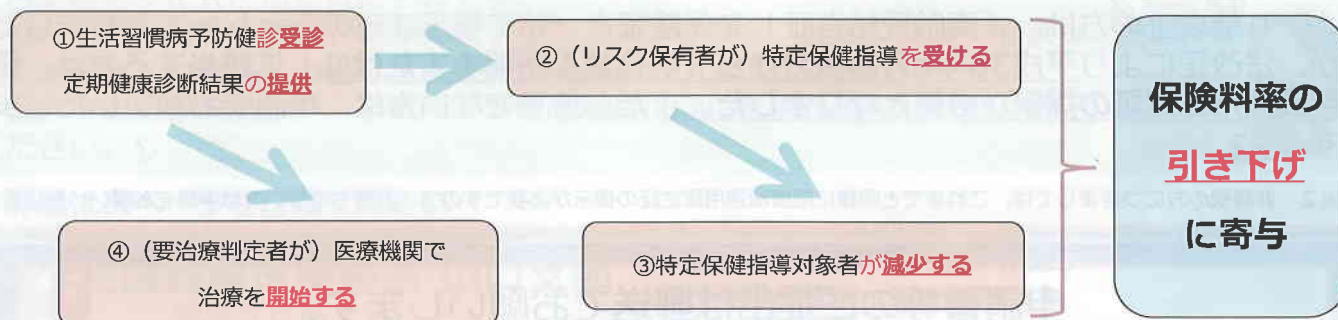 ①生活習慣病予防健診受診
定期健康診断結果の提供
②（リスク保有者が）特定保健指導を受ける
④（要治療判定者が）医療機関で
治療を開始する
③特定保健指導対象者が減少する
保険料率の
引き下げ
に寄与